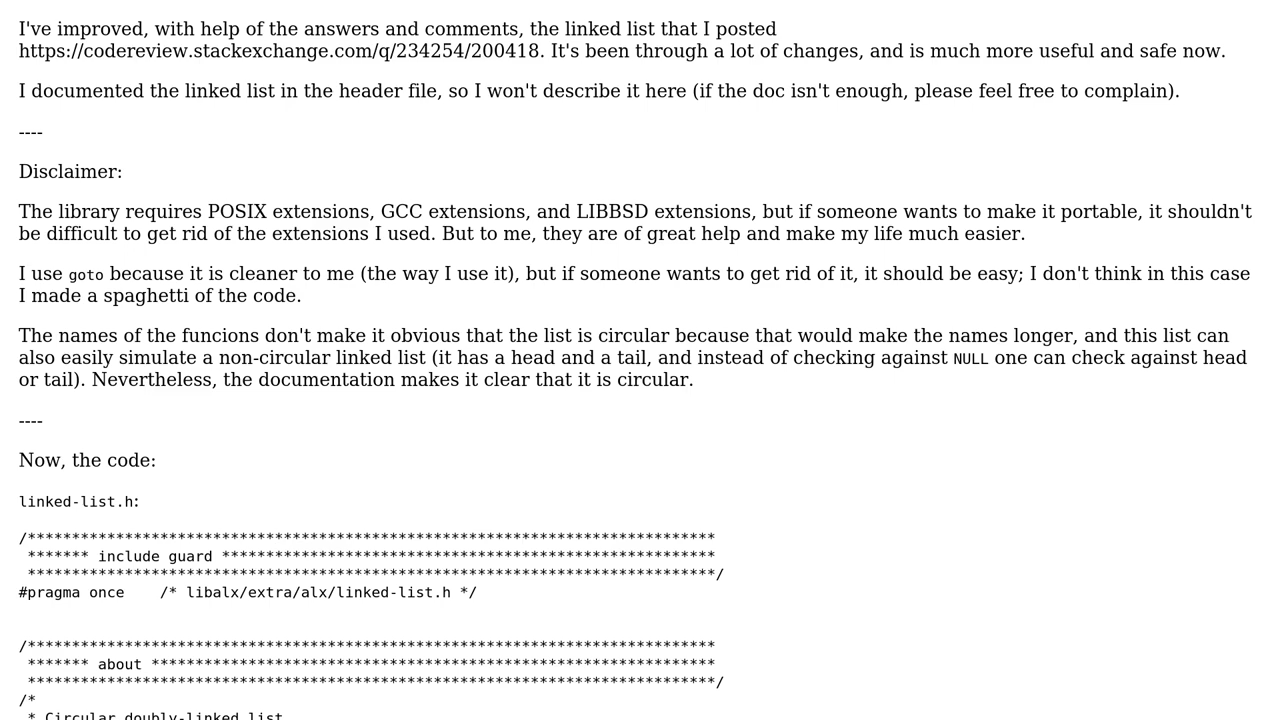 I've improved, with help of the answers and comments, the linked list that I posted
https://codereview.stackexchange.com/q/234254/200418. It's been through a lot of changes, and is much more useful and safe now.
I documented the linked list in the header file, so I won't describe it here (if the doc isn't enough, please feel free to complain).
----
Disclaimer:
The library requires POSIX extensions, GCC extensions, and LIBBSD extensions, but if someone wants to make it portable, it shouldn't
be difficult to get rid of the extensions I used. But to me, they are of great help and make my life much easier.
I use goto because it is cleaner to me (the way I use it), but if someone wants to get rid of it, it should be easy; I don't think in this case
I made a spaghetti of the code.
The names of the funcions don't make it obvious that the list is circular because that would make the names longer, and this list can
also easily simulate a non-circular linked list (it has a head and a tail, and instead of checking against NULL one can check against head
or tail). Nevertheless, the documentation makes it clear that it is circular.
----
Now, the code:
linked-list.h:
/******************************************************************************
 ******* include guard ********************************************************
 ******************************************************************************/
#pragma once    /* libalx/extra/alx/linked-list.h */
/******************************************************************************
 ******* about ****************************************************************
 ******************************************************************************/
/*
 * Circular doubly-linked list